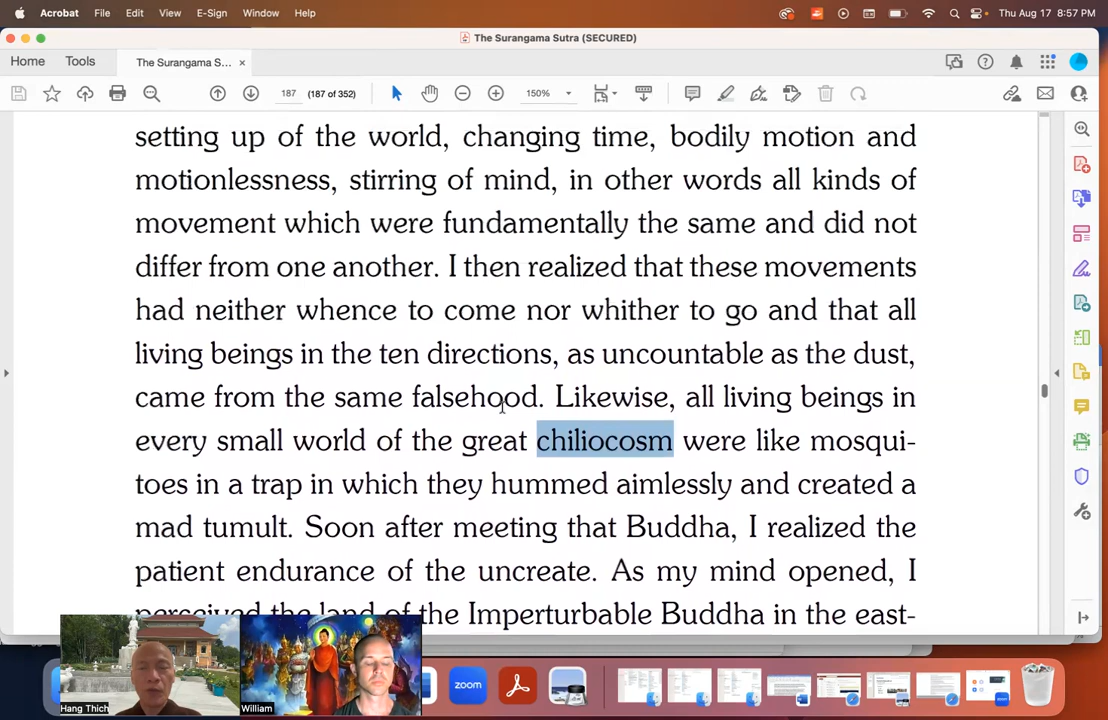 Acrobat File Edit View E-Sign Window Help Thu Aug 17 8:57 PM
The Surangama Sutra (SECURED)
Home Tools The Surangama S... ×
187 (187 of 352) 150%
setting up of the world, changing time, bodily motion and
motionlessness, stirring of mind, in other words all kinds of
movement which were fundamentally the same and did not
differ from one another. I then realized that these movements
had neither whence to come nor whither to go and that all
living beings in the ten directions, as uncountable as the dust,
came from the same falsehood. Likewise, all living beings in
every small world of the great chiliocosm were like mosqui-
toes in a trap in which they hummed aimlessly and created a
mad tumult. Soon after meeting that Buddha, I realized the
patient endurance of the uncreate. As my mind opened, I
perceived the land of the Imperturbable Buddha in the east-
zoom
Hang Thich William